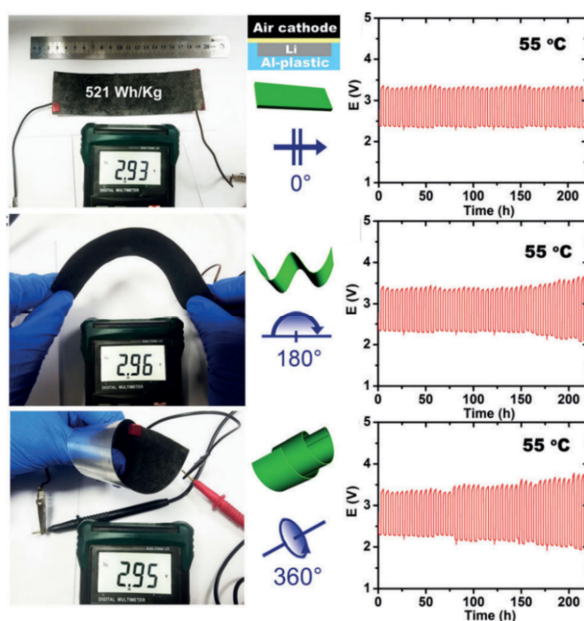 Air cathode
Li
Al-plastic
521 Wh/Kg
2.93
DIGITAL MULTIMETER
0°
55 °C
E (V)
5
4
3
2
1
0 50 100 150 200
Time (h)
2.96
DIGITAL MULTIMETER
180°
55 °C
E (V)
5
4
3
2
1
0 50 100 150 200
Time (h)
2.95
DIGITAL MULTIMETER
360°
55 °C
E (V)
5
4
3
2
1
0 50 100 150 200
Time (h)